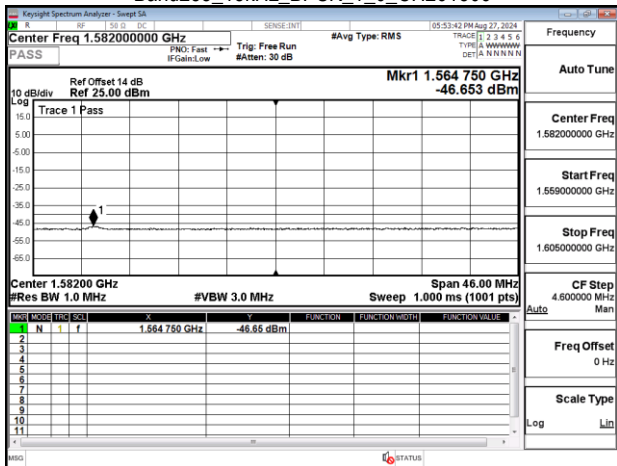 Keysight Spectrum Analyzer - Swept SA
R RF 50 Ω DC SENSE:INT 05:53:42 PM Aug 27, 2024
Center Freq 1.582000000 GHz #Avg Type: RMS TRACE 1 2 3 4 5 6
PASS PNO: Fast Trig: Free Run TYPE A WWWWW
IFGain:Low #Atten: 30 dB DET A N N N N N
Ref Offset 14 dB Mkr1 1.564 750 GHz
10 dB/div Ref 25.00 dBm -46.653 dBm
Log
Trace 1 Pass
15.0
5.00
-5.00
-15.0
-25.0
-35.0
1
-45.0
-55.0
-65.0
Center 1.58200 GHz Span 46.00 MHz
#Res BW 1.0 MHz #VBW 3.0 MHz Sweep 1.000 ms (1001 pts)
MKR MODE TRC SCL X Y FUNCTION FUNCTION WIDTH FUNCTION VALUE
1 N 1 f 1.564 750 GHz -46.65 dBm
2
3
4
5
6
7
8
9
10
11
MSG STATUS
Frequency
Auto Tune
Center Freq
1.582000000 GHz
Start Freq
1.559000000 GHz
Stop Freq
1.605000000 GHz
CF Step
4.600000 MHz
Auto Man
Freq Offset
0 Hz
Scale Type
Log Lin